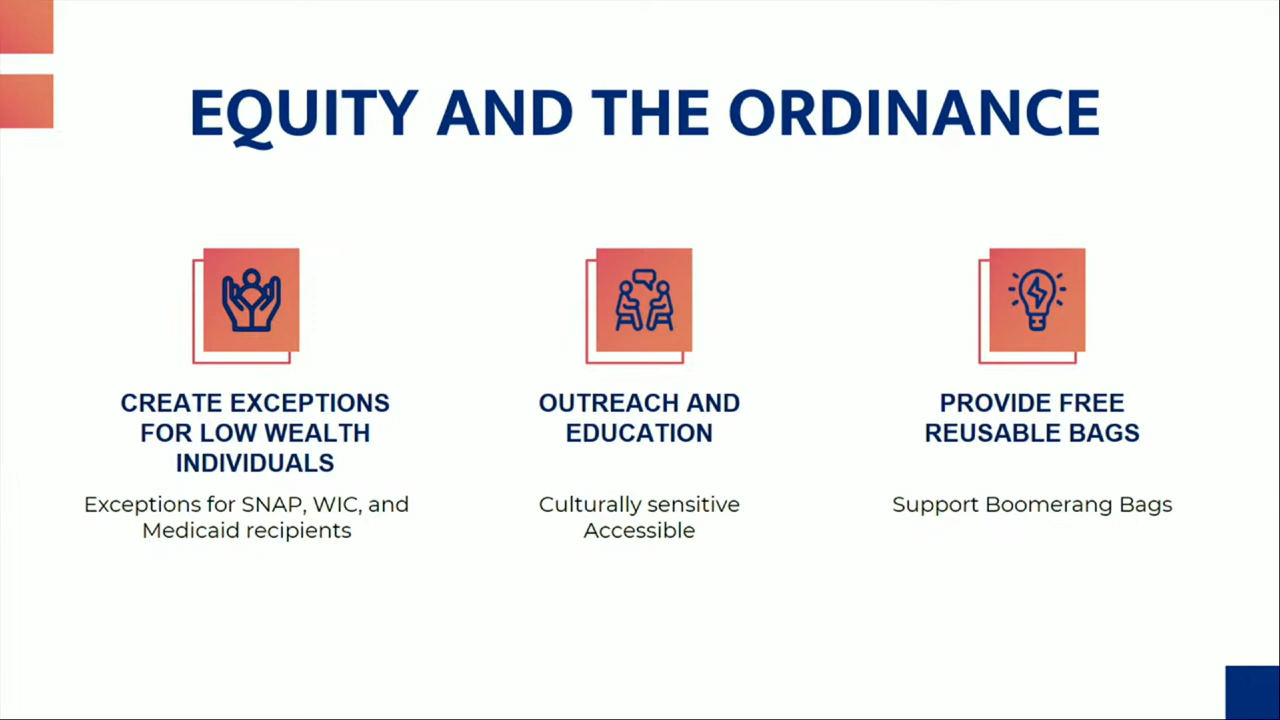 EQUITY AND THE ORDINANCE
CREATE EXCEPTIONS
FOR LOW WEALTH
INDIVIDUALS
Exceptions for SNAP, WIC, and
Medicaid recipients
OUTREACH AND
EDUCATION
Culturally sensitive
Accessible
PROVIDE FREE
REUSABLE BAGS
Support Boomerang Bags